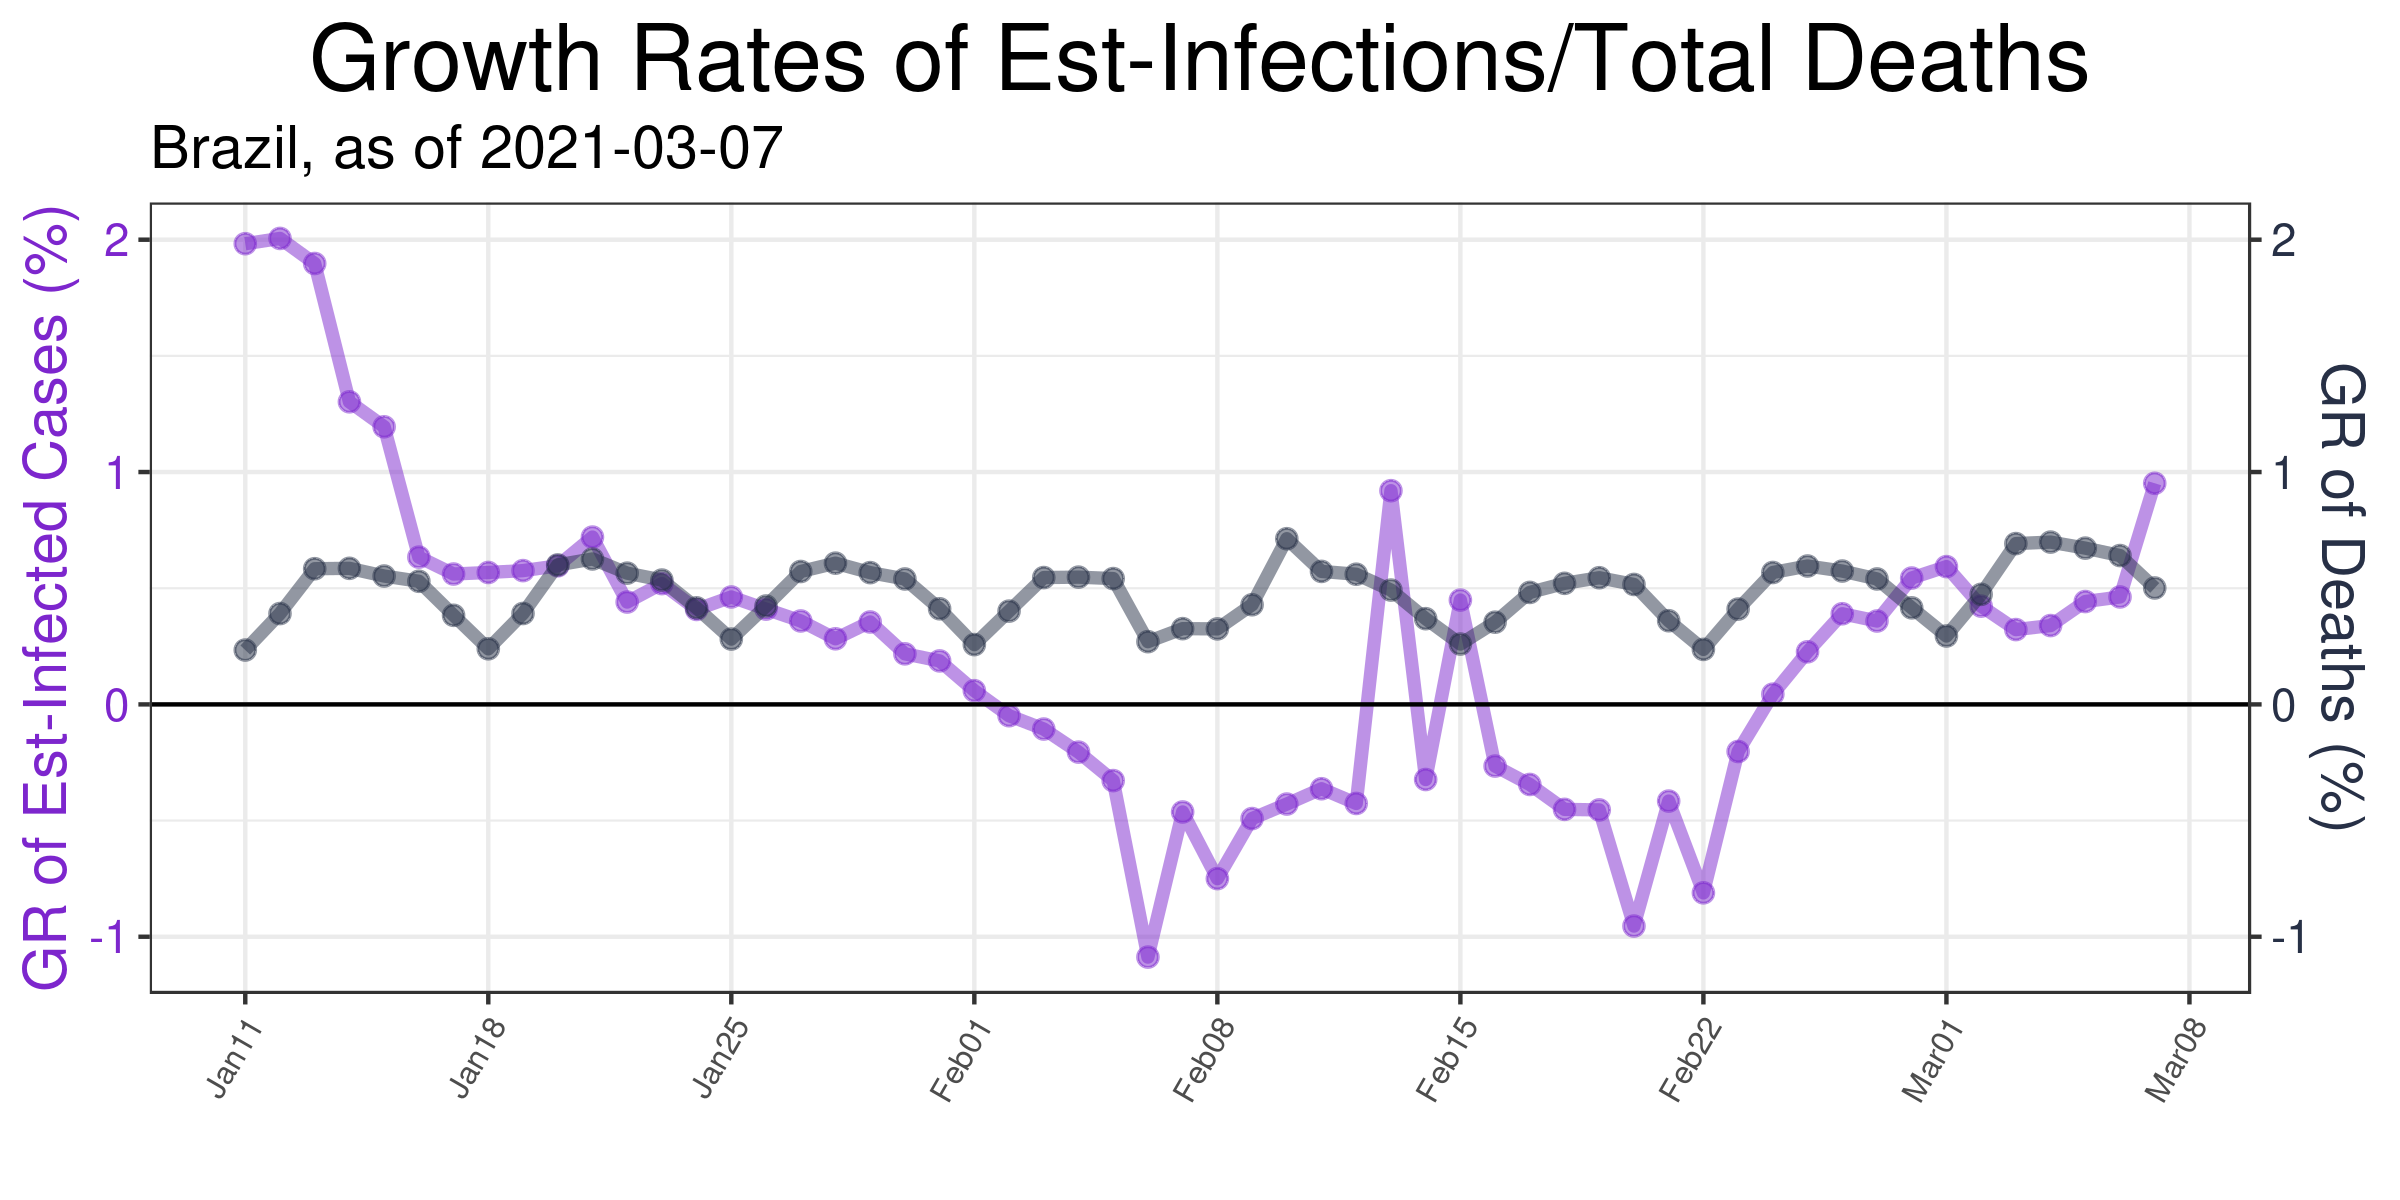 Growth Rates of Est-Infections/Total Deaths
Brazil, as of 2021-03-07
GR of Est-Infected Cases (%)
2
1
0
-1
2
1
0
-1
GR of Deaths (%)
Jan11
Jan18
Jan25
Feb01
Feb08
Feb15
Feb22
Mar01
Mar08